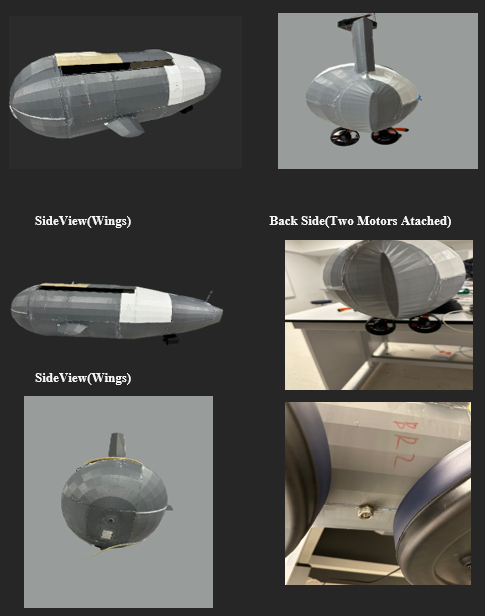 SideView(Wings)
Back Side(Two Motors Atached)
SideView(Wings)
BR2